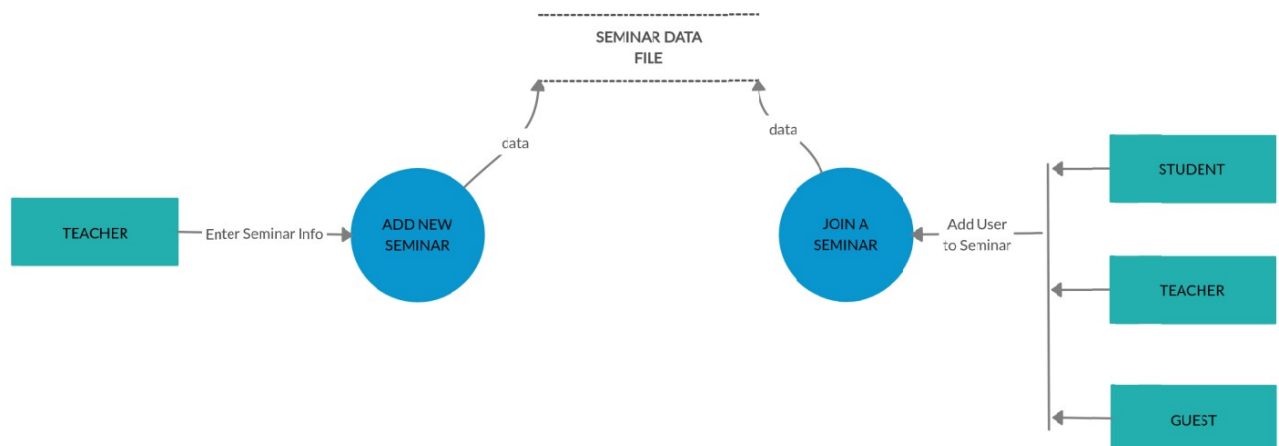 SEMINAR DATA
FILE
data
data
TEACHER
Enter Seminar Info
ADD NEW
SEMINAR
JOIN A
SEMINAR
Add User
to Seminar
STUDENT
TEACHER
GUEST